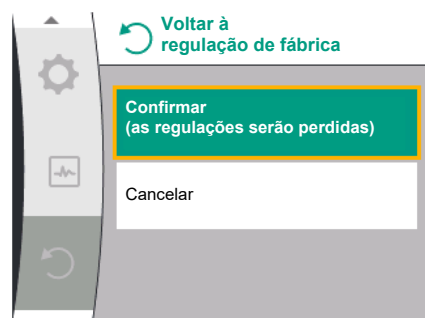 Voltar à
regulação de fábrica
Confirmar
(as regulações serão perdidas)
Cancelar